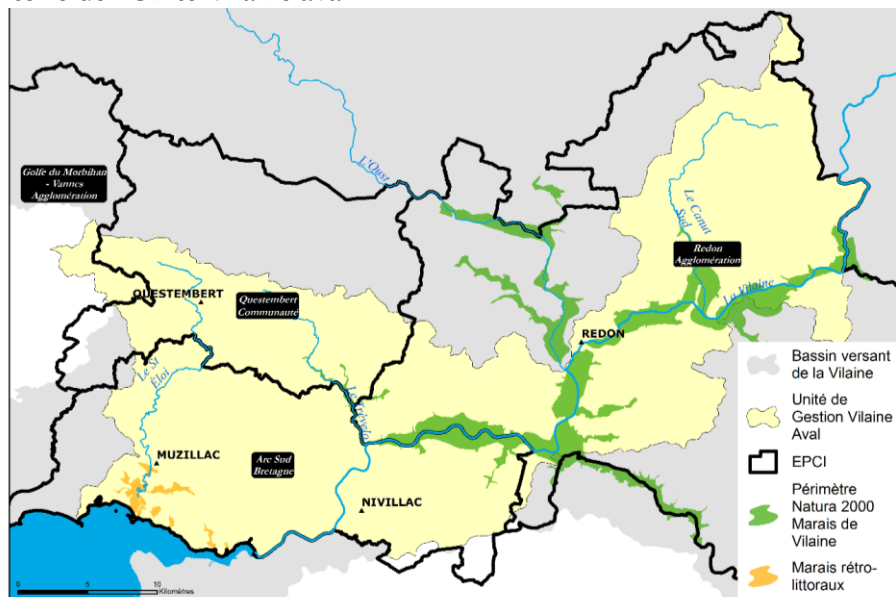 L'Oust
Golfe du Morbihan
- Vannes
Agglomération
Le Canut
Sud
Redon
Agglomération
La Vilaine
QUESTEMBERT
Questembert
Communauté
REDON
Le St
Eloi
Le Trévelo
MUZILLAC
Arc Sud
Bretagne
NIVILLAC
Bassin versant
de la Vilaine
Unité de
Gestion Vilaine
Aval
EPCI
Périmètre
Natura 2000
Marais de
Vilaine
Marais rétro-
littoraux
0 5 10
Kilomètres